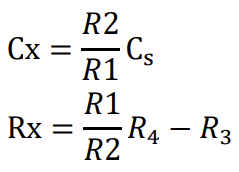 Cx = R2/R1 Cₛ
Rx = R1/R2 R₄ − R₃